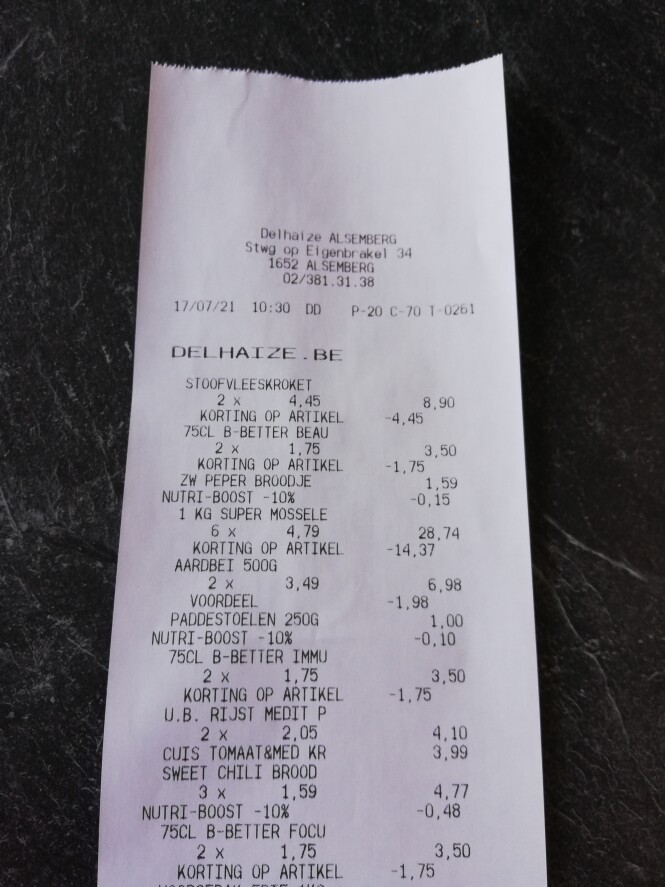 Delhaize ALSEMBERG
Stwg op Eigenbrakel 34
1652 ALSEMBERG
02/381.31.38
17/07/21 10:30 DD P-20 C-70 T-0261
DELHAIZE.BE
STOOFVLEESKROKET
2 x 4,45 8,90
KORTING OP ARTIKEL -4,45
75CL B-BETTER BEAU
2 x 1,75 3,50
KORTING OP ARTIKEL -1,75
ZW PEPER BROODJE 1,59
NUTRI-BOOST -10% -0,15
1 KG SUPER MOSSELE
6 x 4,79 28,74
KORTING OP ARTIKEL -14,37
AARDBEI 500G
2 x 3,49 6,98
VOORDEEL -1,98
PADDESTOELEN 250G 1,00
NUTRI-BOOST -10% -0,10
75CL B-BETTER IMMU
2 x 1,75 3,50
KORTING OP ARTIKEL -1,75
U.B. RIJST MEDIT P
2 x 2,05 4,10
CUIS TOMAAT&MED KR 3,99
SWEET CHILI BROOD
3 x 1,59 4,77
NUTRI-BOOST -10% -0,48
75CL B-BETTER FOCU
2 x 1,75 3,50
KORTING OP ARTIKEL -1,75